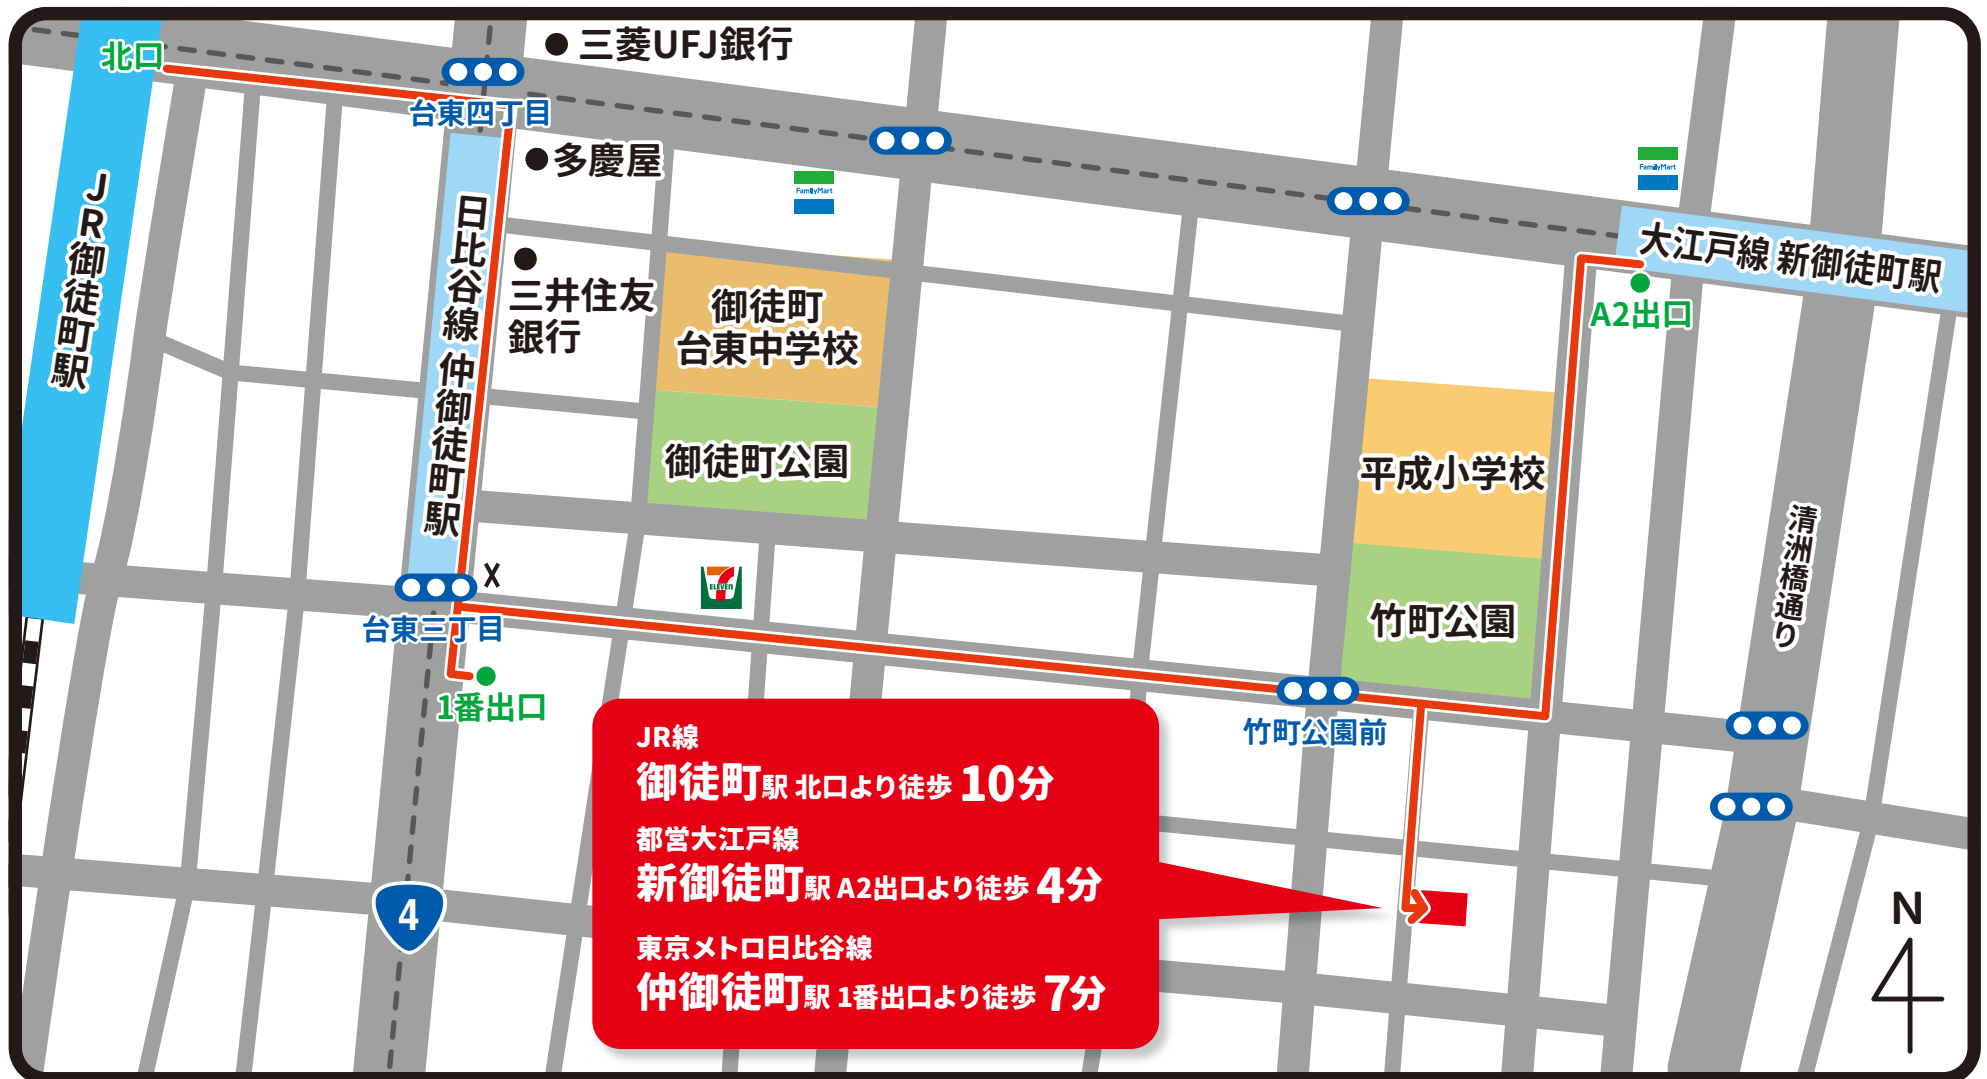 三菱UFJ銀行
北口
台東四丁目
多慶屋
FamilyMart
FamilyMart
JR御徒町駅
日比谷線 仲御徒町駅
大江戸線 新御徒町駅
A2出口
三井住友
銀行
御徒町
台東中学校
御徒町公園
平成小学校
清洲橋通り
X
7
ELEVEn
台東三丁目
竹町公園
1番出口
竹町公園前
JR線
御徒町駅 北口より徒歩 10分
都営大江戸線
新御徒町駅 A2出口より徒歩 4分
東京メトロ日比谷線
仲御徒町駅 1番出口より徒歩 7分
4
N